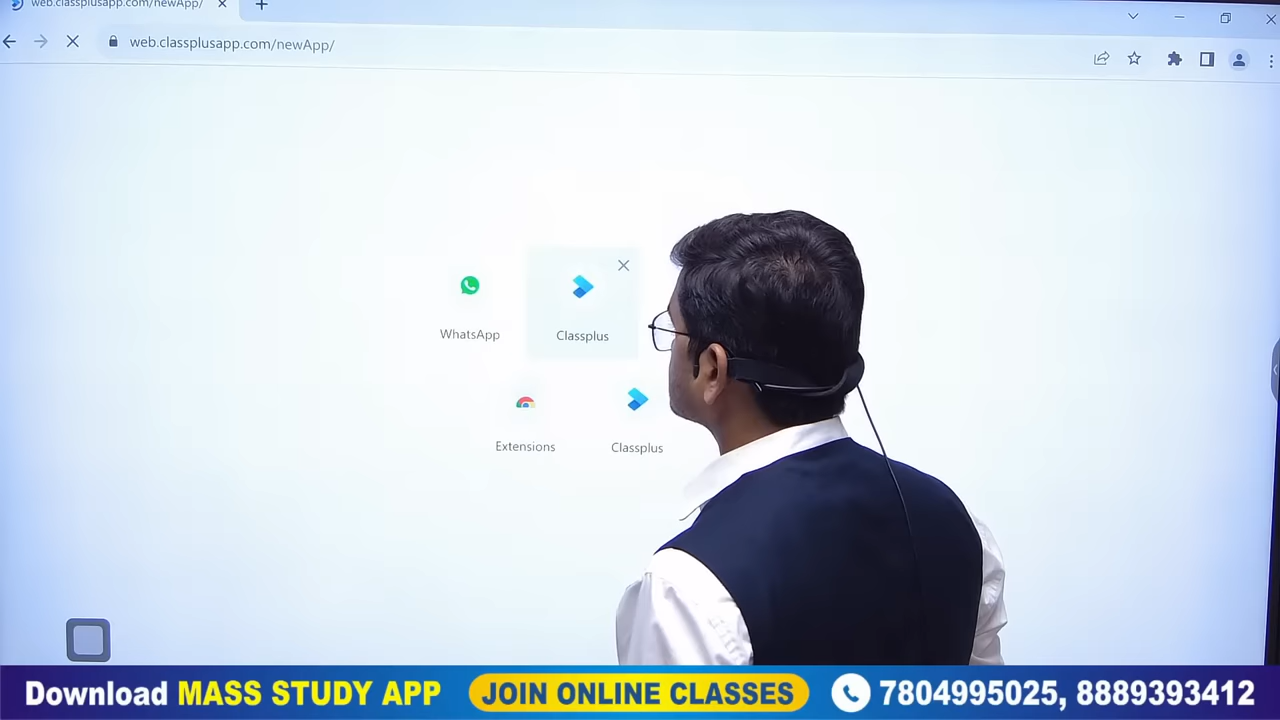 web.classplusapp.com/newApp/
web.classplusapp.com/newApp/
WhatsApp
Classplus
Extensions
Classplus
Download MASS STUDY APP
JOIN ONLINE CLASSES
7804995025, 8889393412